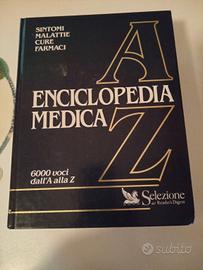 SINTOMI
MALATTIE
CURE
FARMACI
A
ENCICLOPEDIA
MEDICA
Z
6000 voci
dall'A alla Z
Selezione
dal Reader's Digest
subito